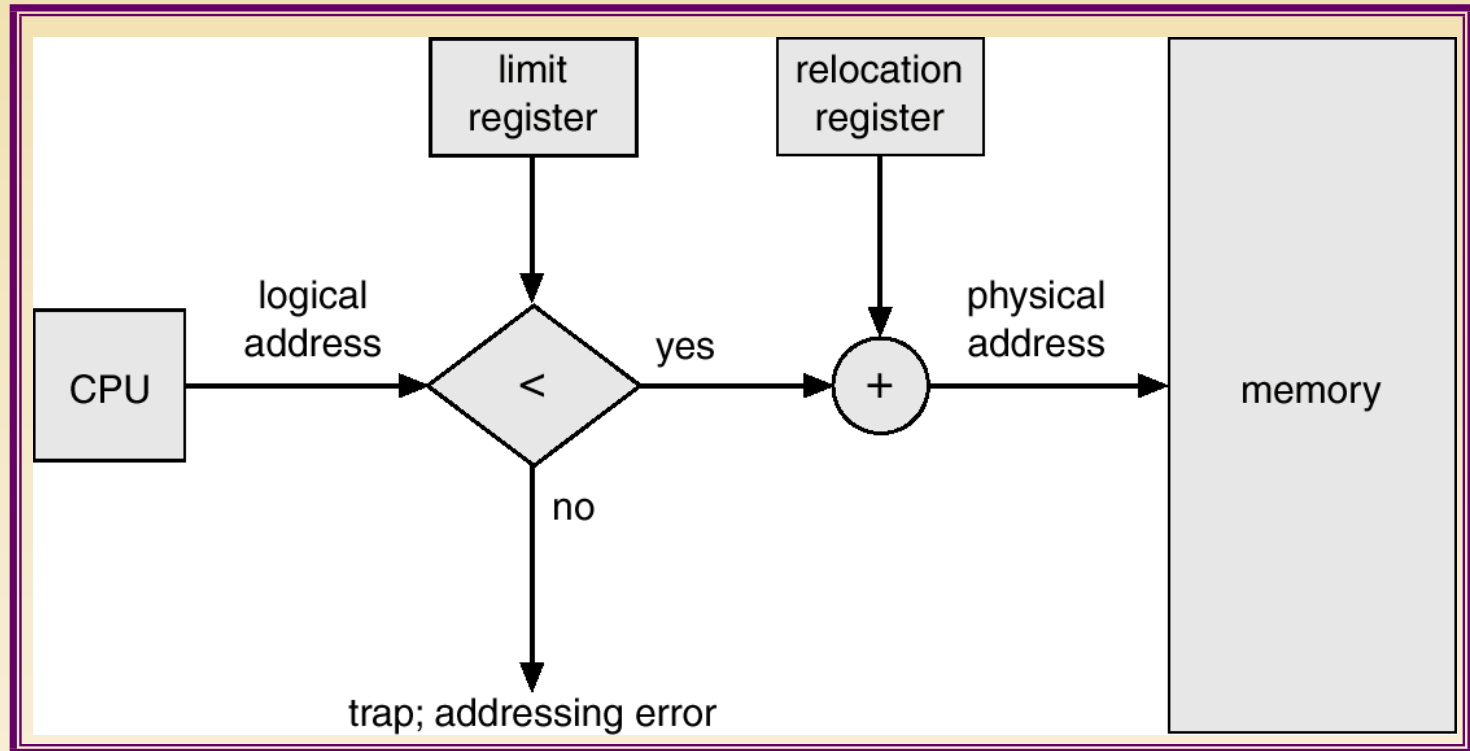 limit
register
relocation
register
logical
address
physical
address
yes
CPU
<
+
memory
no
trap; addressing error